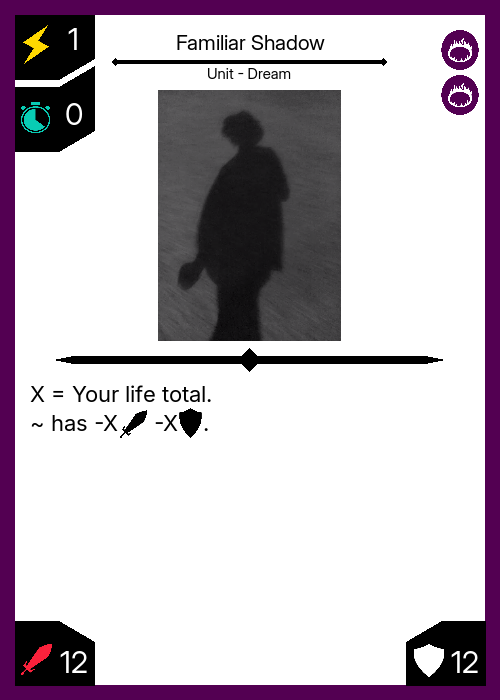 1
Familiar Shadow
Unit - Dream
0
X = Your life total.
~ has -X -X.
12
12